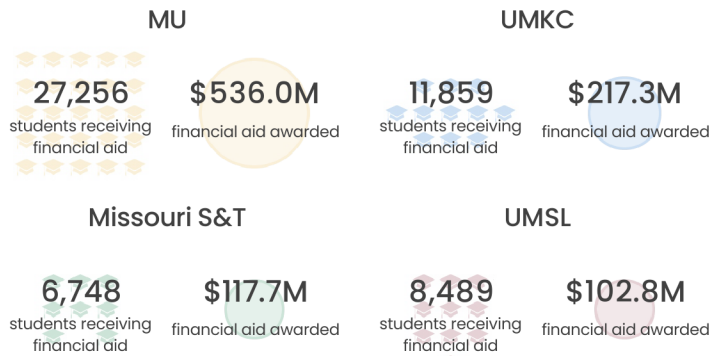 MU
27,256
students receiving
financial aid
$536.0M
financial aid awarded
UMKC
11,859
students receiving
financial aid
$217.3M
financial aid awarded
Missouri S&T
6,748
students receiving
financial aid
$117.7M
financial aid awarded
UMSL
8,489
students receiving
financial aid
$102.8M
financial aid awarded